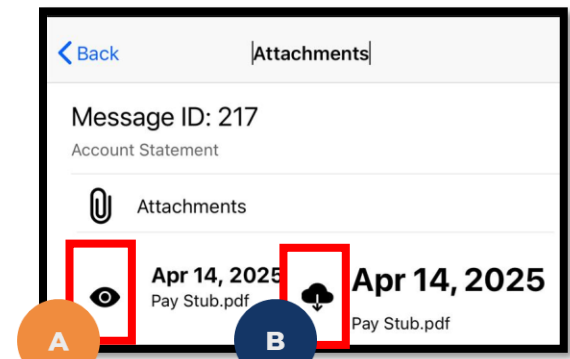 Back
Attachments
Message ID: 217
Account Statement
Attachments
Apr 14, 2025
Pay Stub.pdf
Apr 14, 2025
Pay Stub.pdf
A
B